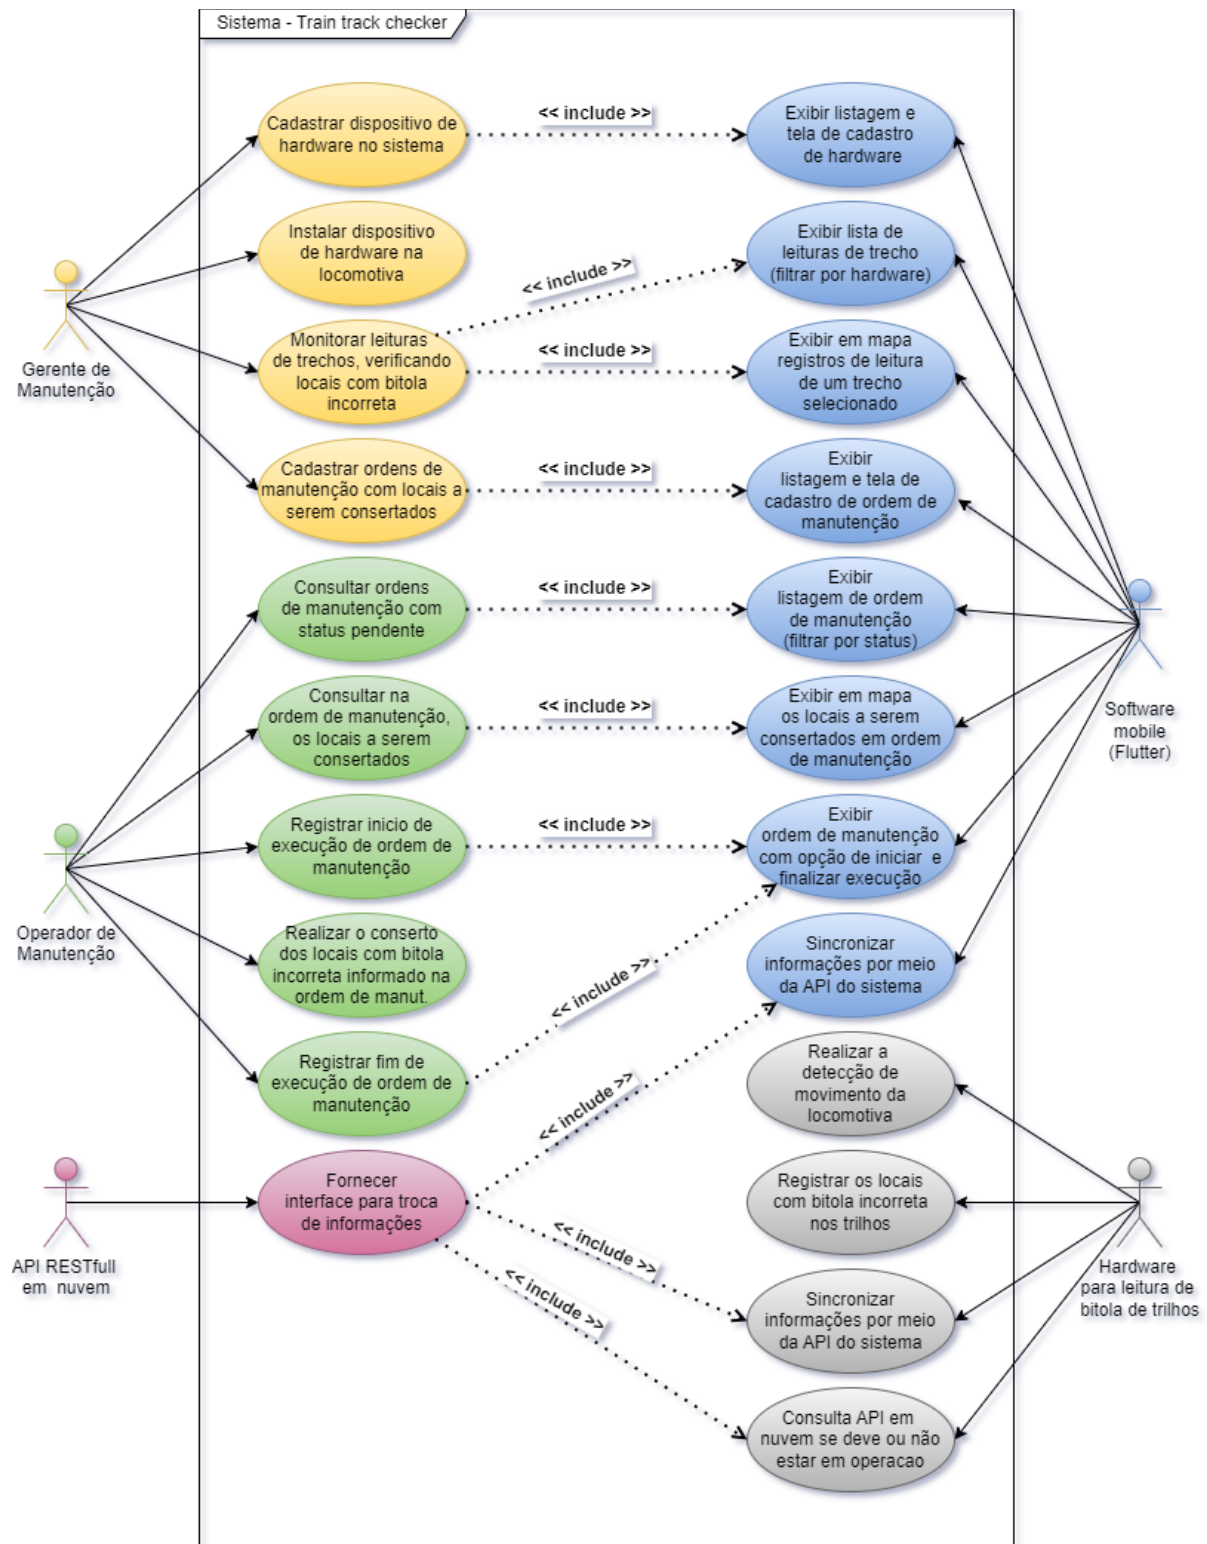 Sistema - Train track checker
Cadastrar dispositivo de
hardware no sistema
<< include >>
Exibir listagem e
tela de cadastro
de hardware
Instalar dispositivo
de hardware na
locomotiva
<< include >>
Exibir lista de
leituras de trecho
(filtrar por hardware)
Gerente de
Manutenção
Monitorar leituras
de trechos, verificando
locais com bitola
incorreta
<< include >>
Exibir em mapa
registros de leitura
de um trecho
selecionado
Cadastrar ordens de
manutenção com locais a
serem consertados
<< include >>
Exibir
listagem e tela de
cadastro de ordem de
manutenção
Consultar ordens
de manutenção com
status pendente
<< include >>
Exibir
listagem de ordem
de manutenção
(filtrar por status)
Consultar na
ordem de manutenção,
os locais a serem
consertados
<< include >>
Exibir em mapa
os locais a serem
consertados em ordem
de manutenção
Software
mobile
(Flutter)
Registrar inicio de
execução de ordem de
manutenção
<< include >>
Exibir
ordem de manutenção
com opção de iniciar e
finalizar execução
Operador de
Manutenção
Realizar o conserto
dos locais com bitola
incorreta informado na
ordem de manut.
<< include >>
Sincronizar
informações por meio
da API do sistema
Registrar fim de
execução de ordem de
manutenção
<< include >>
Realizar a
detecção de
movimento da
locomotiva
Fornecer
interface para troca
de informações
<< include >>
Registrar os locais
com bitola incorreta
nos trilhos
API RESTfull
em nuvem
<< include >>
Sincronizar
informações por meio
da API do sistema
Hardware
para leitura de
bitola de trilhos
Consulta API em
nuvem se deve ou não
estar em operacao